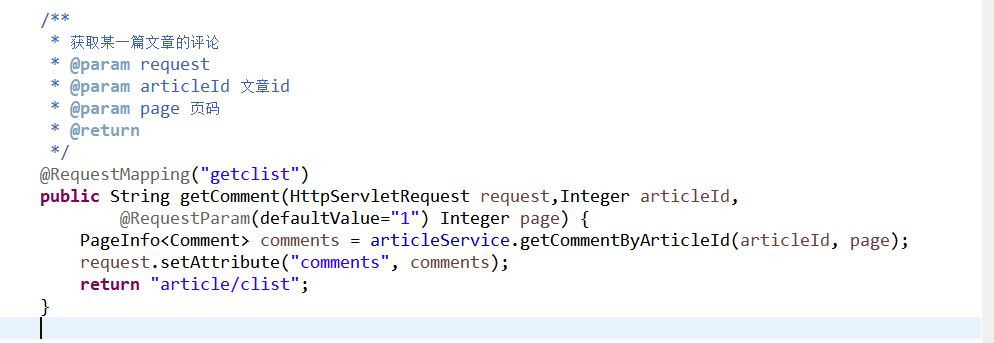 /**
 * 获取某一篇文章的评论
 * @param request
 * @param articleId 文章id
 * @param page 页码
 * @return
 */
@RequestMapping("getclist")
public String getComment(HttpServletRequest request,Integer articleId,
        @RequestParam(defaultValue="1") Integer page) {
    PageInfo<Comment> comments = articleService.getCommentByArticleId(articleId, page);
    request.setAttribute("comments", comments);
    return "article/clist";
}